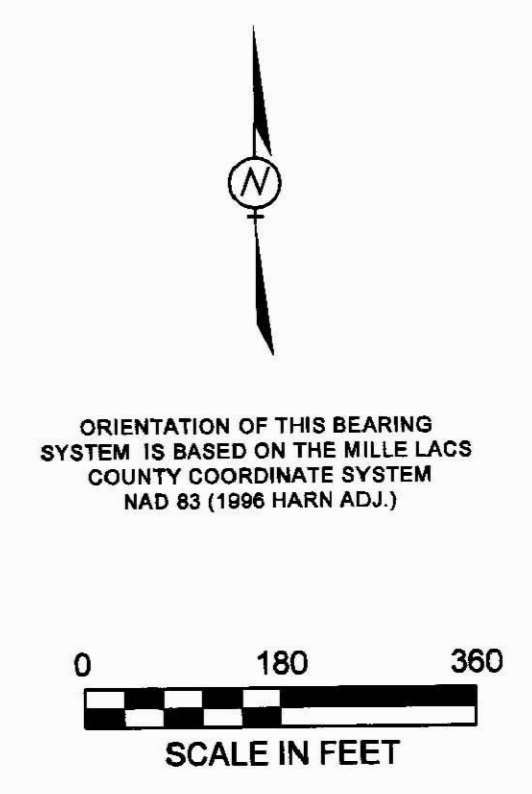 N
ORIENTATION OF THIS BEARING
SYSTEM IS BASED ON THE MILLE LACS
COUNTY COORDINATE SYSTEM
NAD 83 (1996 HARN ADJ.)
0 180 360
SCALE IN FEET